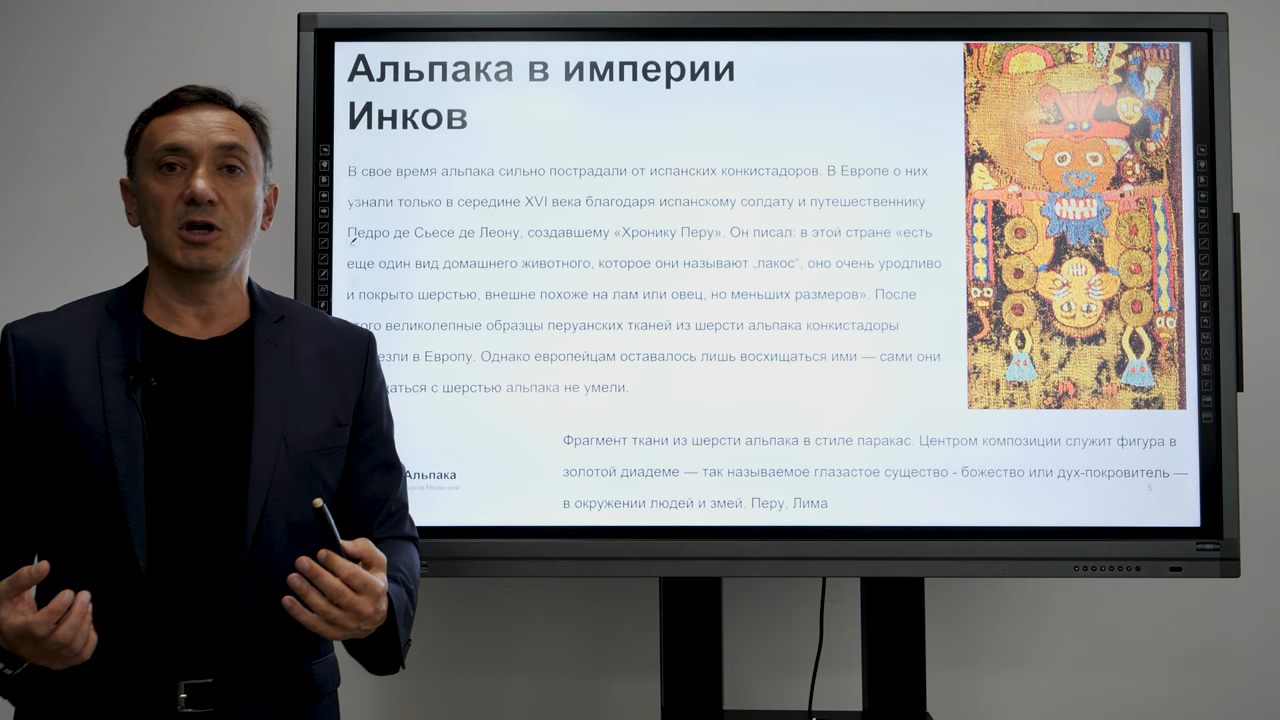 Альпака в империи
Инков
В свое время альпака сильно пострадали от испанских конкистадоров. В Европе о них
узнали только в середине XVI века благодаря испанскому солдату и путешественнику
Педро де Сьесе де Леону, создавшему «Хронику Перу». Он писал: в этой стране «есть
еще один вид домашнего животного, которое они называют „пакос“, оно очень уродливо
и покрыто шерстью, внешне похоже на лам или овец, но меньших размеров». После
великолепные образцы перуанских тканей из шерсти альпака конкистадоры
в Европу. Однако европейцам оставалось лишь восхищаться ими — сами они
с шерстью альпака не умели.
Фрагмент ткани из шерсти альпака в стиле паракас. Центром композиции служит фигура в
золотой диадеме — так называемое глазастое существо - божество или дух-покровитель —
в окружении людей и змей. Перу, Лима
Альпака
5